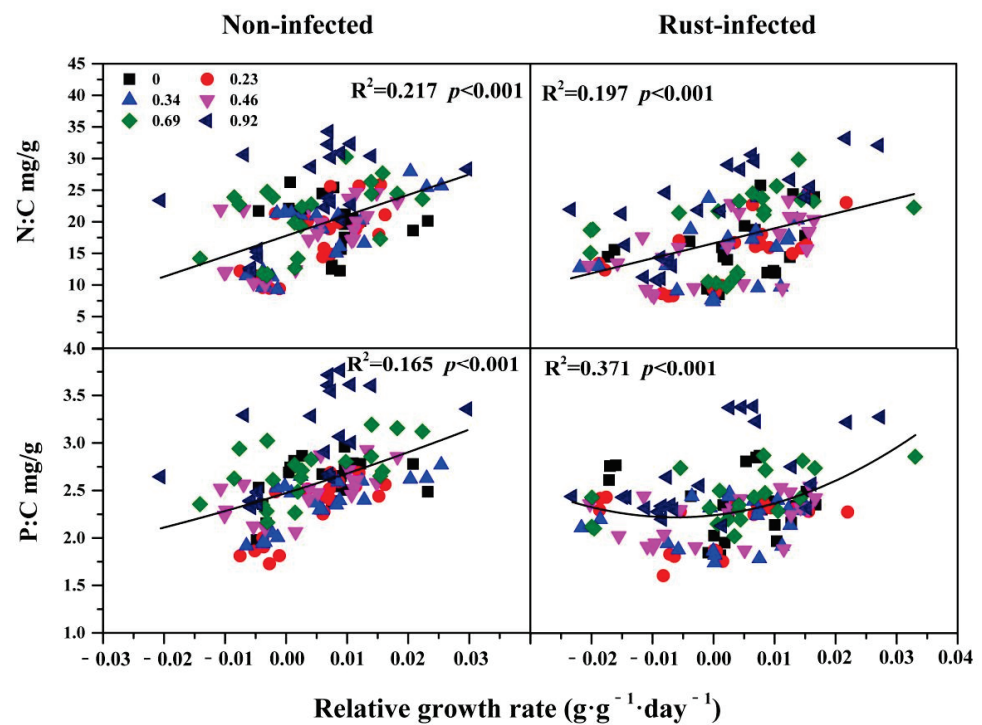 Non-infected Rust-infected
45
40
35
30
25
20
15
10
5
N:C mg/g
0 0.23
0.34 0.46
0.69 0.92
R²=0.217 p<0.001
R²=0.197 p<0.001
4.0
3.5
3.0
2.5
2.0
1.5
1.0
P:C mg/g
R²=0.165 p<0.001
R²=0.371 p<0.001
-0.03 -0.02 -0.01 0.00 0.01 0.02 0.03 -0.02 -0.01 0.00 0.01 0.02 0.03 0.04
Relative growth rate (g·g⁻¹·day⁻¹)